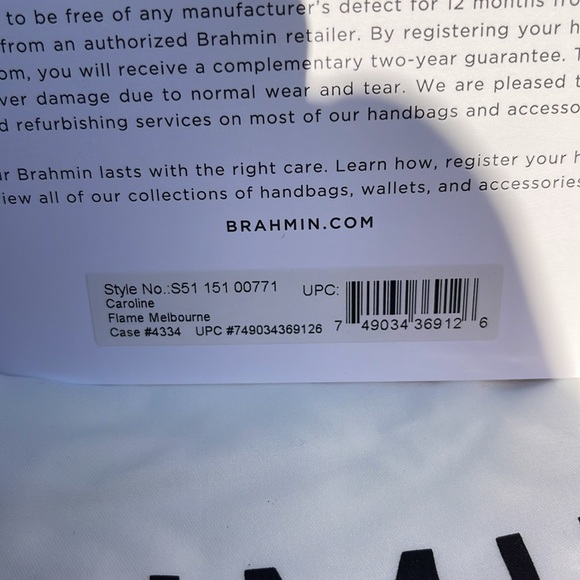 to be free of any manufacturer's defect for 12 months
from an authorized Brahmin retailer. By registering your
you will receive a complementary two-year guarantee.
damage due to normal wear and tear. We are pleased
refurbishing services on most of our handbags and
Brahmin lasts with the right care. Learn how, register your
all of our collections of handbags, wallets, and accessories
BRAHMIN.COM
Style No.:S51 151 00771 UPC:
Caroline
Flame Melbourne
Case #4334 UPC #749034369126 7 49034 36912 6